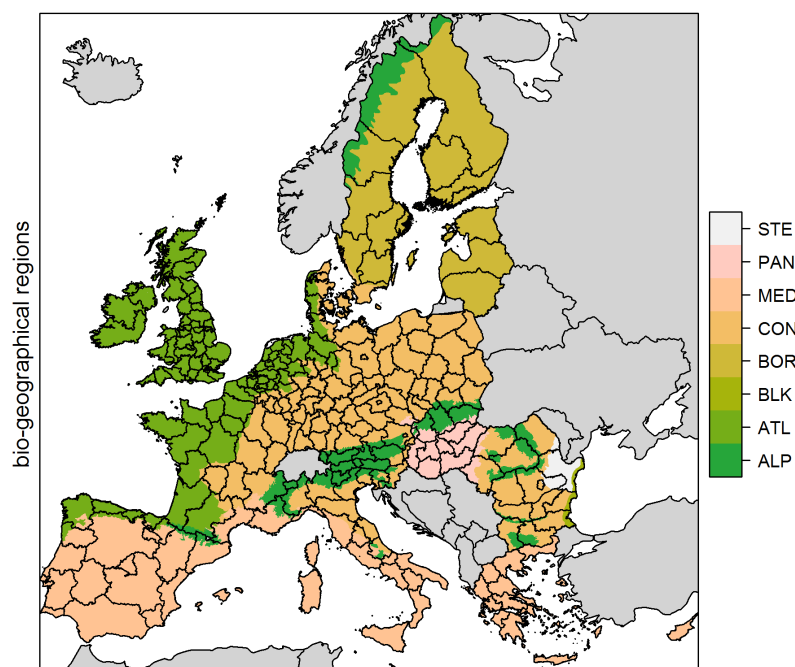 bio-geographical regions
STE
PAN
MED
CON
BOR
BLK
ATL
ALP